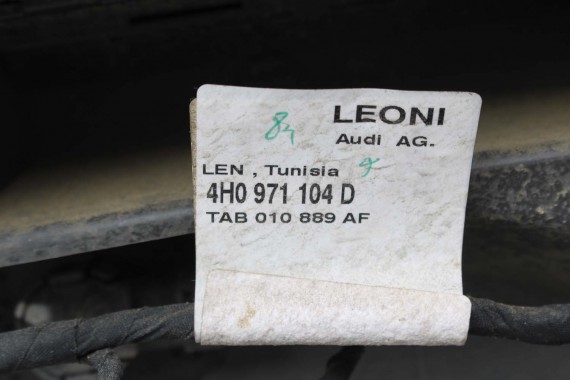 LEONI
Audi AG.
LEN , Tunisia
4H0 971 104 D
TAB 010 889 AF